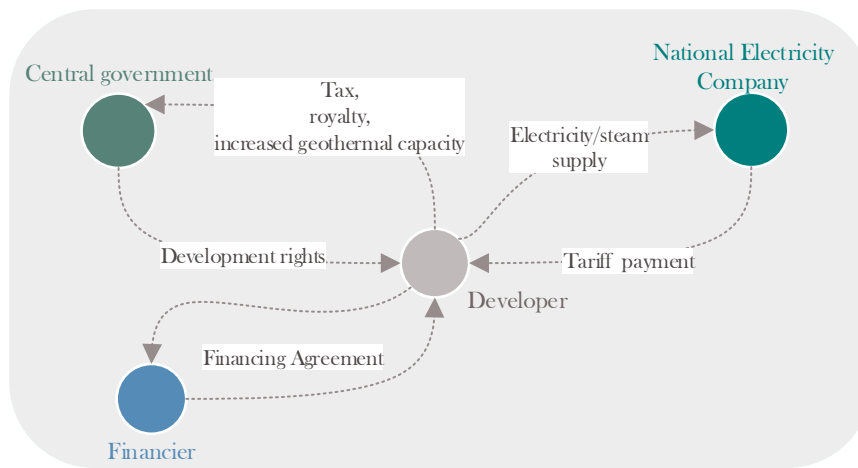 National Electricity
Company
Central government
Tax,
royalty,
increased geothermal capacity
Electricity/steam
supply
Development rights
Tariff payment
Developer
Financing Agreement
Financier